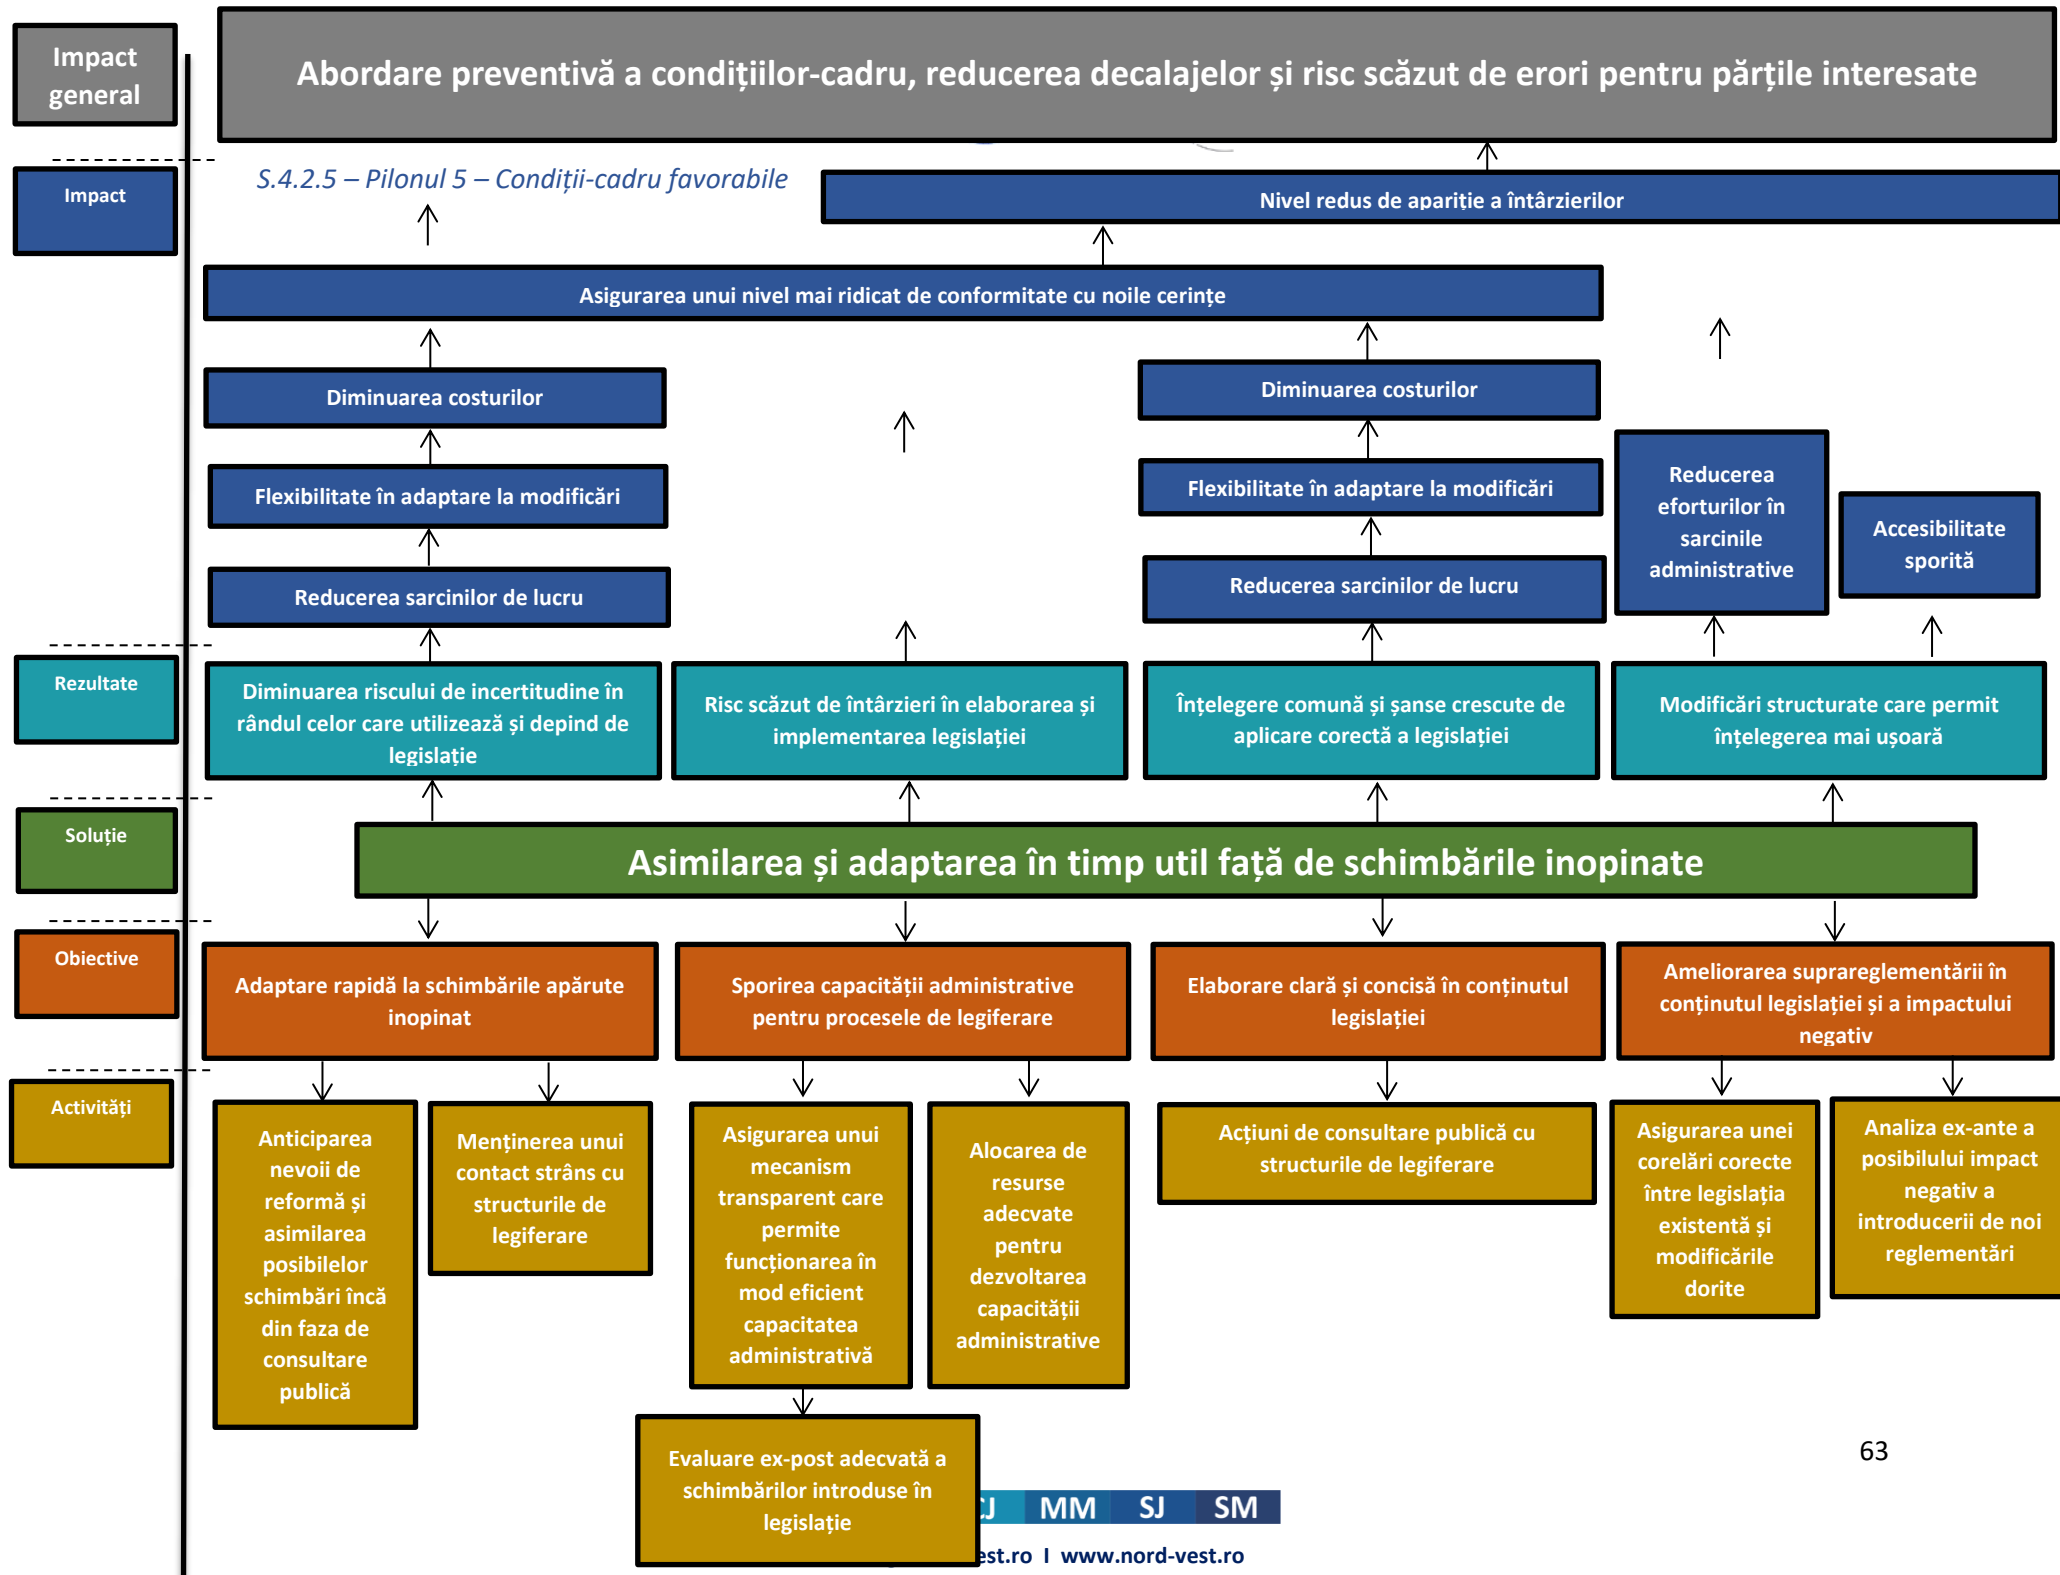 Impact
general
Abordare preventivă a condițiilor-cadru, reducerea decalajelor și risc scăzut de erori pentru părțile interesate
S.4.2.5 – Pilonul 5 – Condiții-cadru favorabile
Impact
Nivel redus de apariție a întârzierilor
Asigurarea unui nivel mai ridicat de conformitate cu noile cerințe
Diminuarea costurilor
Flexibilitate în adaptare la modificări
Reducerea sarcinilor de lucru
Diminuarea costurilor
Flexibilitate în adaptare la modificări
Reducerea sarcinilor de lucru
Reducerea
eforturilor în
sarcinile
administrative
Accesibilitate
sporită
Rezultate
Diminuarea riscului de incertitudine în
rândul celor care utilizează și depind de
legislație
Risc scăzut de întârzieri în elaborarea și
implementarea legislației
Înțelegere comună și șanse crescute de
aplicare corectă a legislației
Modificări structurate care permit
înțelegerea mai ușoară
Soluție
Asimilarea și adaptarea în timp util față de schimbările inopinate
Obiective
Adaptare rapidă la schimbările apărute
inopinat
Sporirea capacității administrative
pentru procesele de legiferare
Elaborare clară și concisă în conținutul
legislației
Ameliorarea suprareglementării în
conținutul legislației și a impactului
negativ
Activități
Anticiparea
nevoii de
reformă și
asimilarea
posibilelor
schimbări încă
din faza de
consultare
publică
Menținerea unui
contact strâns cu
structurile de
legiferare
Asigurarea unui
mecanism
transparent care
permite
funcționarea în
mod eficient
capacitatea
administrativă
Alocarea de
resurse
adecvate
pentru
dezvoltarea
capacității
administrative
Acțiuni de consultare publică cu
structurile de legiferare
Asigurarea unei
corelări corecte
între legislația
existentă și
modificările
dorite
Analiza ex-ante a
posibilului impact
negativ a
introducerii de noi
reglementări
Evaluare ex-post adecvată a
schimbărilor introduse în
legislație
63
CJ MM SJ SM
est.ro I www.nord-vest.ro